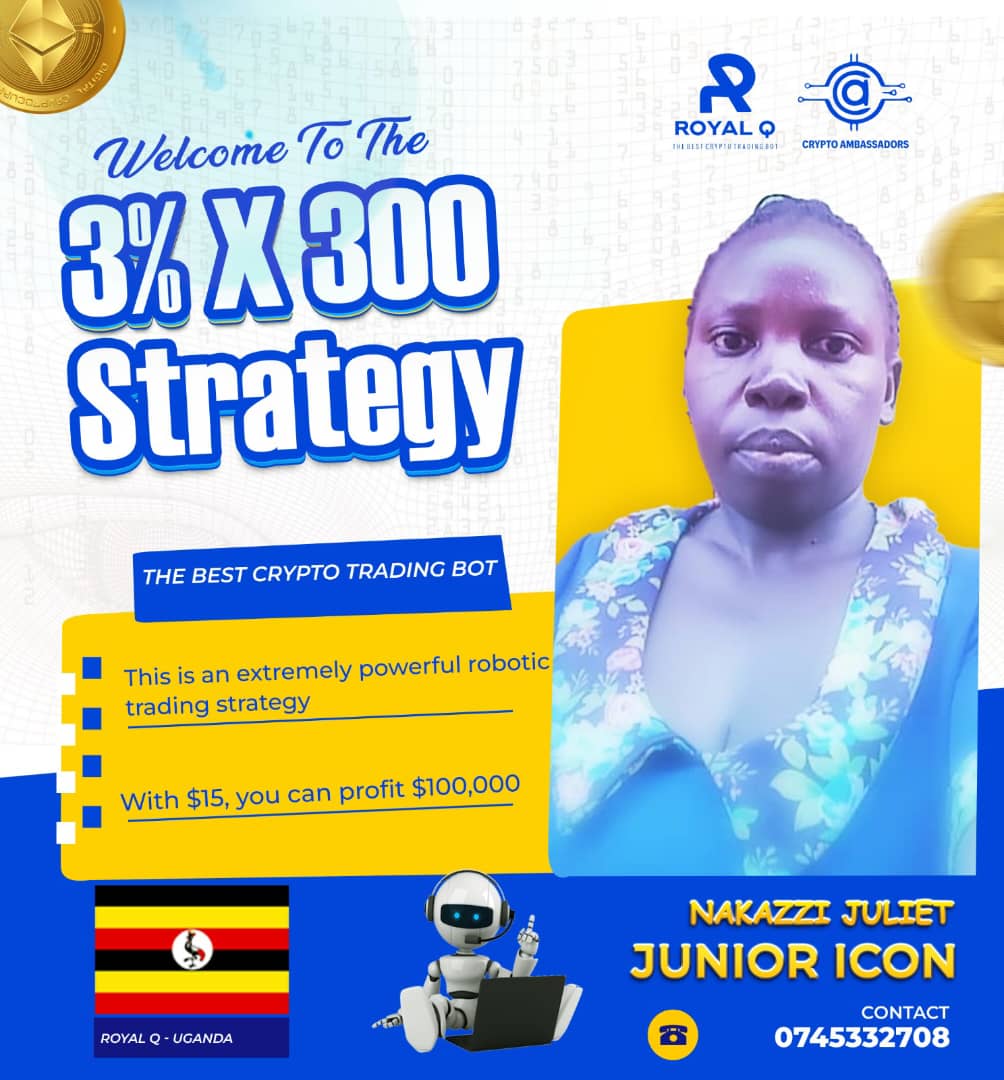 ROYAL Q
THE BEST CRYPTO TRADING BOT
CRYPTO AMBASSADORS
Welcome To The
3% X 300
Strategy
THE BEST CRYPTO TRADING BOT
This is an extremely powerful robotic
trading strategy
With $15, you can profit $100,000
NAKAZZI JULIET
JUNIOR ICON
CONTACT
0745332708
ROYAL Q - UGANDA